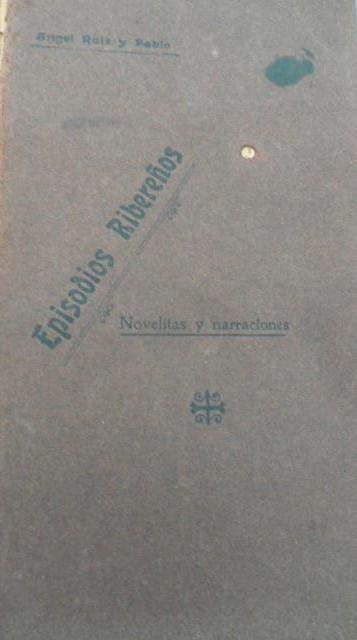 Angel Ruiz y Pablo
Episodios Ribereños
Novelitas y narraciones